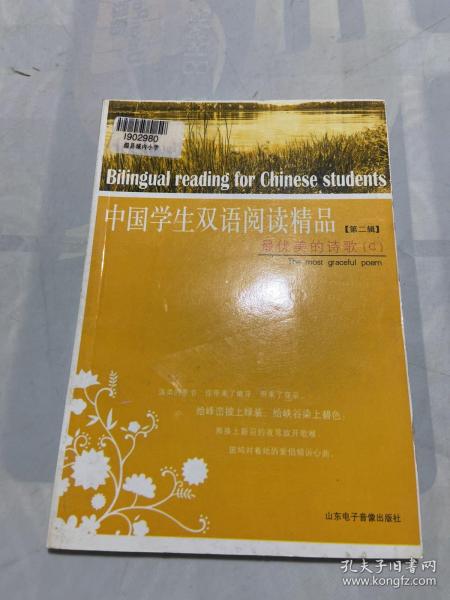 1902980
Bilingual reading for Chinese students
中国学生双语阅读精品【第二辑】
最优美的诗歌(C)
The most graceful poem
给峰峦披上绿装;给峡谷染上碧色;
山东电子音像出版社
孔夫子旧书网
www.kongfz.com